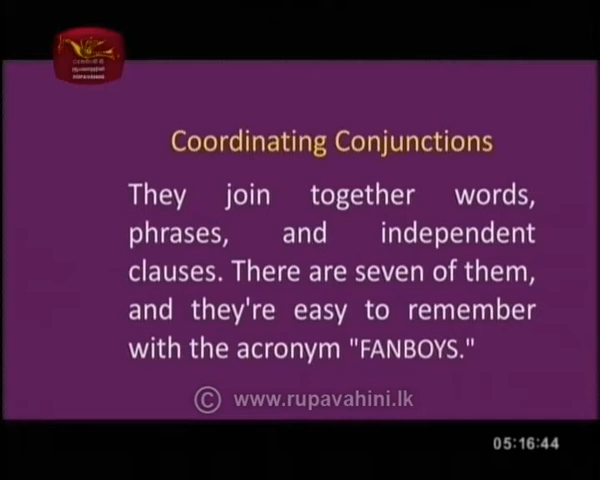 RUPAVAHINI
Coordinating Conjunctions
They join together words,
phrases, and independent
clauses. There are seven of them,
and they're easy to remember
with the acronym "FANBOYS."
© www.rupavahini.lk
05:16:44